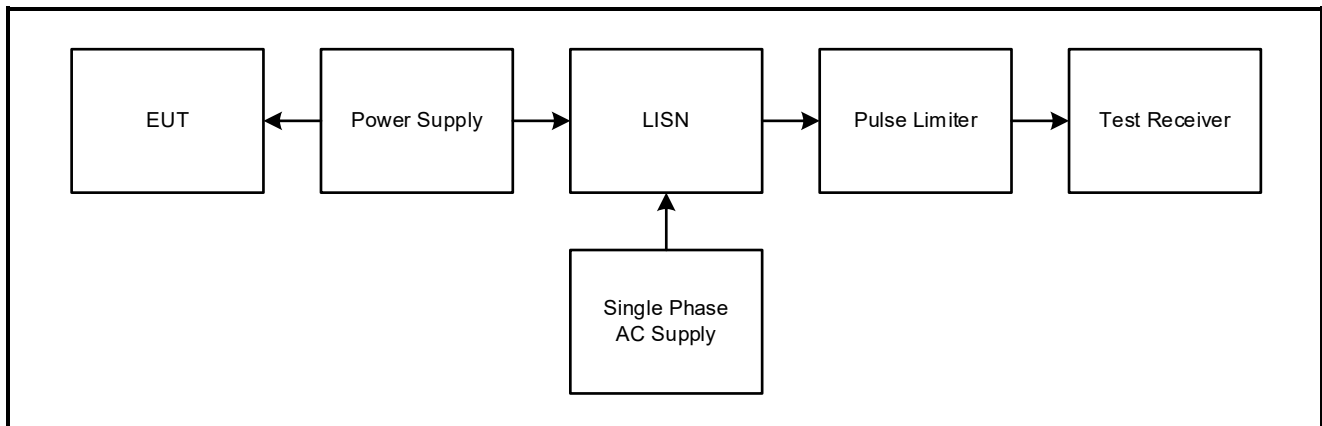 EUT
Power Supply
LISN
Pulse Limiter
Test Receiver
Single Phase
AC Supply